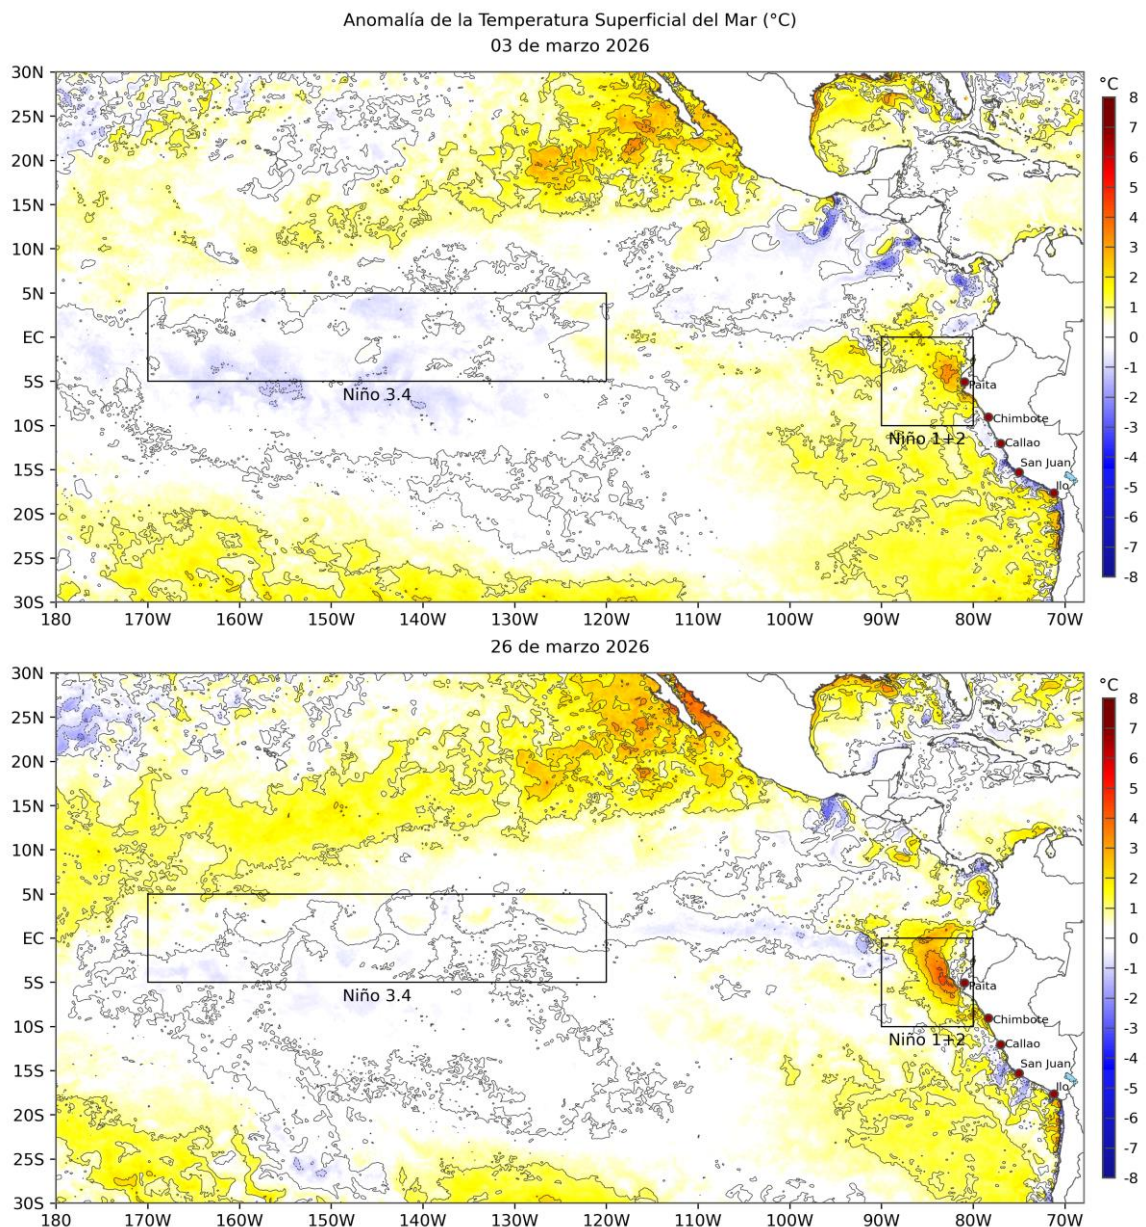 Anomalía de la Temperatura Superficial del Mar (°C)
03 de marzo 2026
30N
25N
20N
15N
10N
5N
EC
5S
10S
15S
20S
25S
30S
180
170W
160W
150W
140W
130W
120W
110W
100W
90W
80W
70W
Niño 3.4
Niño 1+2
Paita
Chimbote
Callao
San Juan
Ilo
°C
8
7
6
5
4
3
2
1
0
-1
-2
-3
-4
-5
-6
-7
-8
26 de marzo 2026
30N
25N
20N
15N
10N
5N
EC
5S
10S
15S
20S
25S
30S
180
170W
160W
150W
140W
130W
120W
110W
100W
90W
80W
70W
Niño 3.4
Niño 1+2
Paita
Chimbote
Callao
San Juan
Ilo
°C
8
7
6
5
4
3
2
1
0
-1
-2
-3
-4
-5
-6
-7
-8